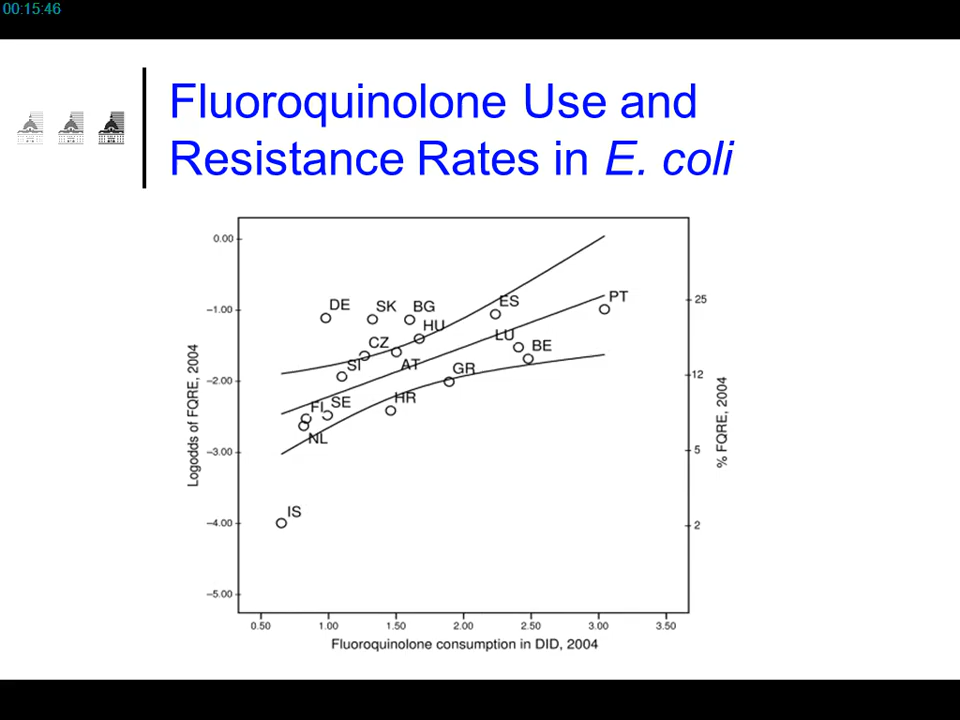 00:15:46
Fluoroquinolone Use and
Resistance Rates in E. coli
0.00
−1.00
−2.00
−3.00
−4.00
−5.00
Logodds of FQRE, 2004
DE
SK
BG
HU
ES
PT
CZ
LU
BE
SI
AT
GR
FI
SE
HR
NL
IS
25
12
5
2
% FQRE, 2004
0.50 1.00 1.50 2.00 2.50 3.00 3.50
Fluoroquinolone consumption in DID, 2004